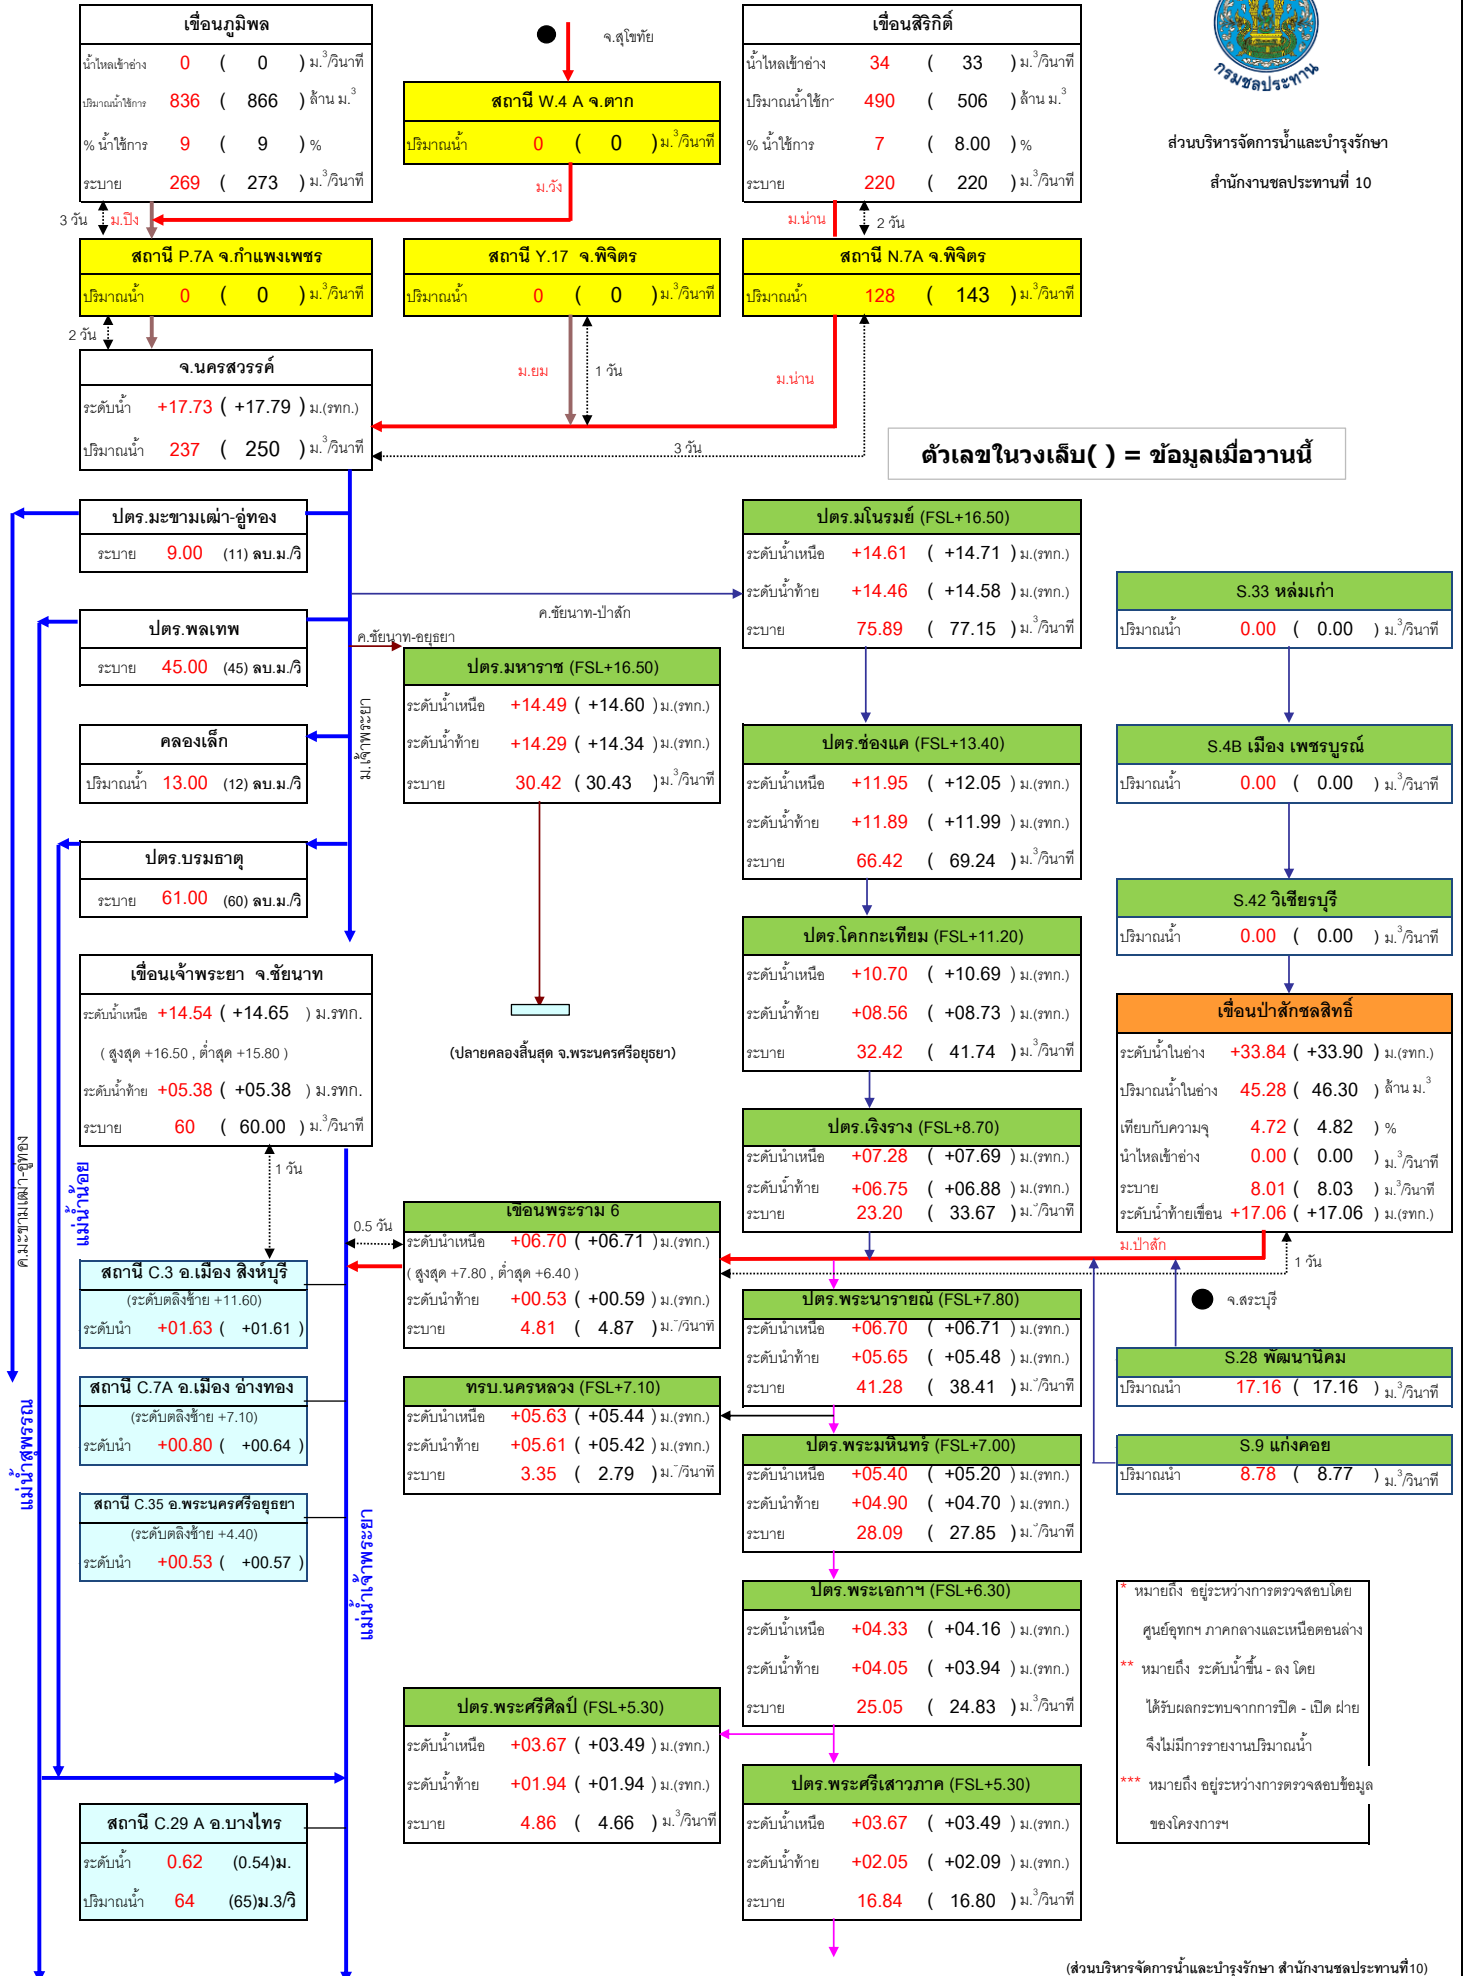 เขื่อนภูมิพล
น้ำไหลเข้าอ่าง 0 ( 0 ) ม.³/วินาที
ปริมาณน้ำใช้การ 836 ( 866 ) ล้าน ม.³
% น้ำใช้การ 9 ( 9 ) %
ระบาย 269 ( 273 ) ม.³/วินาที
จ.สุโขทัย
สถานี W.4 A จ.ตาก
ปริมาณน้ำ 0 ( 0 ) ม.³/วินาที
เขื่อนสิริกิติ์
น้ำไหลเข้าอ่าง 34 ( 33 ) ม.³/วินาที
ปริมาณน้ำใช้กา 490 ( 506 ) ล้าน ม.³
% น้ำใช้การ 7 ( 8.00 ) %
ระบาย 220 ( 220 ) ม.³/วินาที
กรมชลประทาน
ส่วนบริหารจัดการน้ำและบำรุงรักษา
สำนักงานชลประทานที่ 10
3 วัน ม.ปิง
ม.วัง
ม.น่าน 2 วัน
สถานี P.7A จ.กำแพงเพชร
ปริมาณน้ำ 0 ( 0 ) ม.³/วินาที
สถานี Y.17 จ.พิจิตร
ปริมาณน้ำ 0 ( 0 ) ม.³/วินาที
สถานี N.7A จ.พิจิตร
ปริมาณน้ำ 128 ( 143 ) ม.³/วินาที
2 วัน
ม.ยม 1 วัน
ม.น่าน
3 วัน
จ.นครสวรรค์
ระดับน้ำ +17.73 ( +17.79 ) ม.(รทก.)
ปริมาณน้ำ 237 ( 250 ) ม.³/วินาที
ตัวเลขในวงเล็บ( ) = ข้อมูลเมื่อวานนี้
ปตร.มะขามเฒ่า-อู่ทอง
ระบาย 9.00 (11) ลบ.ม./วิ
ปตร.พลเทพ
ระบาย 45.00 (45) ลบ.ม./วิ
คลองเล็ก
ปริมาณน้ำ 13.00 (12) ลบ.ม./วิ
ปตร.บรมธาตุ
ระบาย 61.00 (60) ลบ.ม./วิ
ม.เจ้าพระยา
ค.ชัยนาท-ป่าสัก
ค.ชัยนาท-อยุธยา
ปตร.มหาราช (FSL+16.50)
ระดับน้ำเหนือ +14.49 ( +14.60 ) ม.(รทก.)
ระดับน้ำท้าย +14.29 ( +14.34 ) ม.(รทก.)
ระบาย 30.42 ( 30.43 ) ม.³/วินาที
(ปลายคลองสิ้นสุด จ.พระนครศรีอยุธยา)
ปตร.มโนรมย์ (FSL+16.50)
ระดับน้ำเหนือ +14.61 ( +14.71 ) ม.(รทก.)
ระดับน้ำท้าย +14.46 ( +14.58 ) ม.(รทก.)
ระบาย 75.89 ( 77.15 ) ม.³/วินาที
ปตร.ช่องแค (FSL+13.40)
ระดับน้ำเหนือ +11.95 ( +12.05 ) ม.(รทก.)
ระดับน้ำท้าย +11.89 ( +11.99 ) ม.(รทก.)
ระบาย 66.42 ( 69.24 ) ม.³/วินาที
ปตร.โคกกะเทียม (FSL+11.20)
ระดับน้ำเหนือ +10.70 ( +10.69 ) ม.(รทก.)
ระดับน้ำท้าย +08.56 ( +08.73 ) ม.(รทก.)
ระบาย 32.42 ( 41.74 ) ม.³/วินาที
ปตร.เริงราง (FSL+8.70)
ระดับน้ำเหนือ +07.28 ( +07.69 ) ม.(รทก.)
ระดับน้ำท้าย +06.75 ( +06.88 ) ม.(รทก.)
ระบาย 23.20 ( 33.67 ) ม.³/วินาที
S.33 หล่มเก่า
ปริมาณน้ำ 0.00 ( 0.00 ) ม.³/วินาที
S.4B เมือง เพชรบูรณ์
ปริมาณน้ำ 0.00 ( 0.00 ) ม.³/วินาที
S.42 วิเชียรบุรี
ปริมาณน้ำ 0.00 ( 0.00 ) ม.³/วินาที
เขื่อนป่าสักชลสิทธิ์
ระดับน้ำในอ่าง +33.84 ( +33.90 ) ม.(รทก.)
ปริมาณน้ำในอ่าง 45.28 ( 46.30 ) ล้าน ม.³
เทียบกับความจุ 4.72 ( 4.82 ) %
น้ำไหลเข้าอ่าง 0.00 ( 0.00 ) ม.³/วินาที
ระบาย 8.01 ( 8.03 ) ม.³/วินาที
ระดับน้ำท้ายเขื่อน +17.06 ( +17.06 ) ม.(รทก.)
ม.ป่าสัก
1 วัน
จ.สระบุรี
เขื่อนเจ้าพระยา จ.ชัยนาท
ระดับน้ำเหนือ +14.54 ( +14.65 ) ม.รทก.
( สูงสุด +16.50 , ต่ำสุด +15.80 )
ระดับน้ำท้าย +05.38 ( +05.38 ) ม.รทก.
ระบาย 60 ( 60.00 ) ม.³/วินาที
1 วัน
0.5 วัน
ค.มะขามเฒ่า-อู่ทอง
แม่น้ำน้อย
แม่น้ำสุพรรณ
แม่น้ำเจ้าพระยา
เขื่อนพระราม 6
ระดับน้ำเหนือ +06.70 ( +06.71 ) ม.(รทก.)
( สูงสุด +7.80 , ต่ำสุด +6.40 )
ระดับน้ำท้าย +00.53 ( +00.59 ) ม.(รทก.)
ระบาย 4.81 ( 4.87 ) ม.³/วินาที
สถานี C.3 อ.เมือง สิงห์บุรี
(ระดับตลิ่งซ้าย +11.60)
ระดับน้ำ +01.63 ( +01.61 )
สถานี C.7A อ.เมือง อ่างทอง
(ระดับตลิ่งซ้าย +7.10)
ระดับน้ำ +00.80 ( +00.64 )
สถานี C.35 อ.พระนครศรีอยุธยา
(ระดับตลิ่งซ้าย +4.40)
ระดับน้ำ +00.53 ( +00.57 )
ทรบ.นครหลวง (FSL+7.10)
ระดับน้ำเหนือ +05.63 ( +05.44 ) ม.(รทก.)
ระดับน้ำท้าย +05.61 ( +05.42 ) ม.(รทก.)
ระบาย 3.35 ( 2.79 ) ม.³/วินาที
ปตร.พระนารายณ์ (FSL+7.80)
ระดับน้ำเหนือ +06.70 ( +06.71 ) ม.(รทก.)
ระดับน้ำท้าย +05.65 ( +05.48 ) ม.(รทก.)
ระบาย 41.28 ( 38.41 ) ม.³/วินาที
ปตร.พระมหินทร์ (FSL+7.00)
ระดับน้ำเหนือ +05.40 ( +05.20 ) ม.(รทก.)
ระดับน้ำท้าย +04.90 ( +04.70 ) ม.(รทก.)
ระบาย 28.09 ( 27.85 ) ม.³/วินาที
S.28 พัฒนานิคม
ปริมาณน้ำ 17.16 ( 17.16 ) ม.³/วินาที
S.9 แก่งคอย
ปริมาณน้ำ 8.78 ( 8.77 ) ม.³/วินาที
ปตร.พระเอกาฯ (FSL+6.30)
ระดับน้ำเหนือ +04.33 ( +04.16 ) ม.(รทก.)
ระดับน้ำท้าย +04.05 ( +03.94 ) ม.(รทก.)
ระบาย 25.05 ( 24.83 ) ม.³/วินาที
ปตร.พระศรีศิลป์ (FSL+5.30)
ระดับน้ำเหนือ +03.67 ( +03.49 ) ม.(รทก.)
ระดับน้ำท้าย +01.94 ( +01.94 ) ม.(รทก.)
ระบาย 4.86 ( 4.66 ) ม.³/วินาที
ปตร.พระศรีเสาวภาค (FSL+5.30)
ระดับน้ำเหนือ +03.67 ( +03.49 ) ม.(รทก.)
ระดับน้ำท้าย +02.05 ( +02.09 ) ม.(รทก.)
ระบาย 16.84 ( 16.80 ) ม.³/วินาที
* หมายถึง อยู่ระหว่างการตรวจสอบโดย
ศูนย์อุทกฯ ภาคกลางและเหนือตอนล่าง
** หมายถึง ระดับน้ำขึ้น - ลง โดย
ได้รับผลกระทบจากการปิด - เปิด ฝาย
จึงไม่มีการรายงานปริมาณน้ำ
*** หมายถึง อยู่ระหว่างการตรวจสอบข้อมูล
ของโครงการฯ
สถานี C.29 A อ.บางไทร
ระดับน้ำ 0.62 (0.54)ม.
ปริมาณน้ำ 64 (65)ม.3/วิ
(ส่วนบริหารจัดการน้ำและบำรุงรักษา สำนักงานชลประทานที่10)